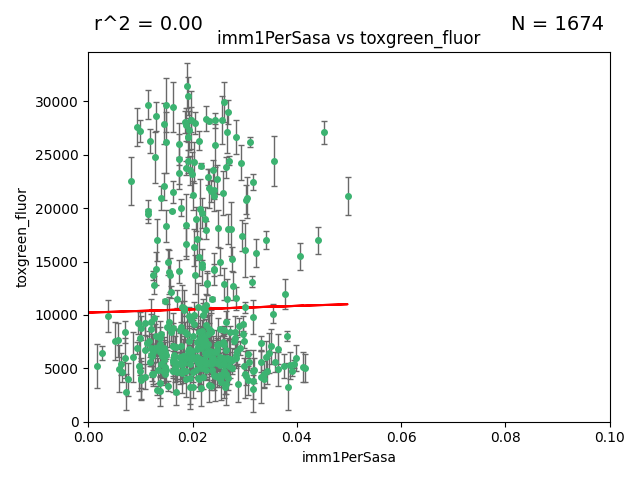 r^2 = 0.00
N = 1674
imm1PerSasa vs toxgreen_fluor
30000
25000
20000
15000
10000
5000
0
toxgreen_fluor
0.00
0.02
0.04
0.06
0.08
0.10
imm1PerSasa